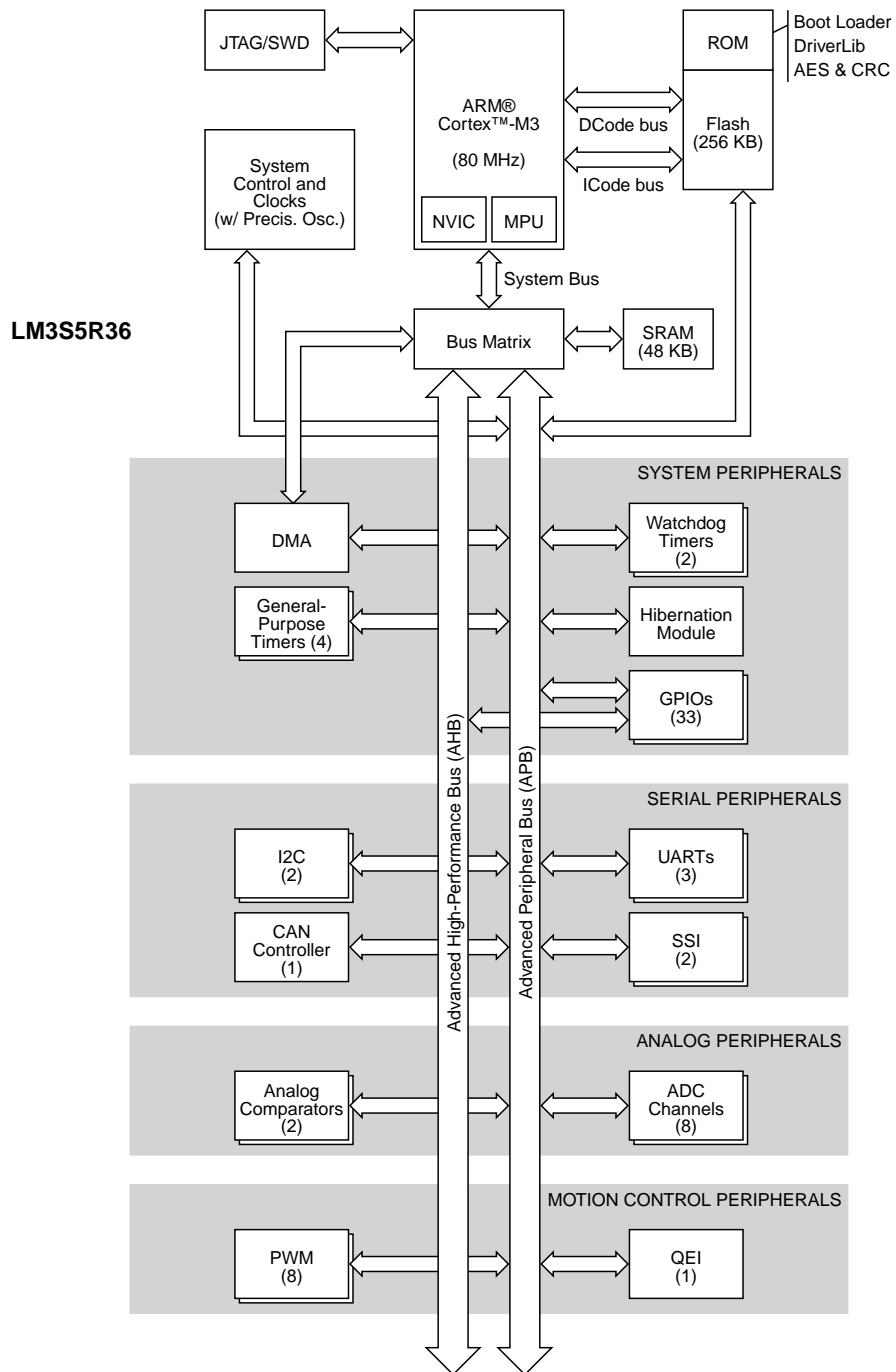 JTAG/SWD
ARM®
Cortex™-M3
(80 MHz)
NVIC
MPU
DCode bus
ICode bus
ROM
Boot Loader
DriverLib
AES & CRC
Flash
(256 KB)
System
Control and
Clocks
(w/ Precis. Osc.)
System Bus
LM3S5R36
Bus Matrix
SRAM
(48 KB)
SYSTEM PERIPHERALS
DMA
Watchdog
Timers
(2)
General-
Purpose
Timers (4)
Hibernation
Module
GPIOs
(33)
Advanced High-Performance Bus (AHB)
Advanced Peripheral Bus (APB)
SERIAL PERIPHERALS
I2C
(2)
UARTs
(3)
CAN
Controller
(1)
SSI
(2)
ANALOG PERIPHERALS
Analog
Comparators
(2)
ADC
Channels
(8)
MOTION CONTROL PERIPHERALS
PWM
(8)
QEI
(1)